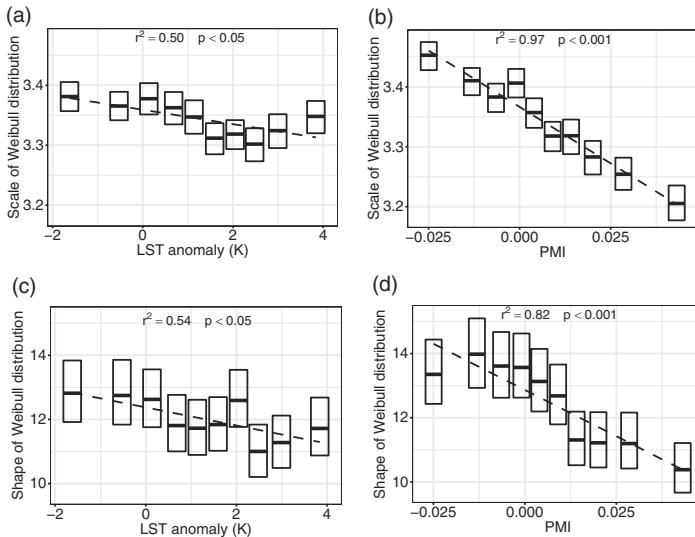 (a)
r² = 0.50 p < 0.05
Scale of Weibull distribution
3.4
3.3
3.2
−2 0 2 4
LST anomaly (K)
(b)
r² = 0.97 p < 0.001
Scale of Weibull distribution
3.4
3.3
3.2
−0.025 0.000 0.025
PMI
(c)
r² = 0.54 p < 0.05
Shape of Weibull distribution
14
12
10
−2 0 2 4
LST anomaly (K)
(d)
r² = 0.82 p < 0.001
Shape of Weibull distribution
14
12
10
−0.025 0.000 0.025
PMI